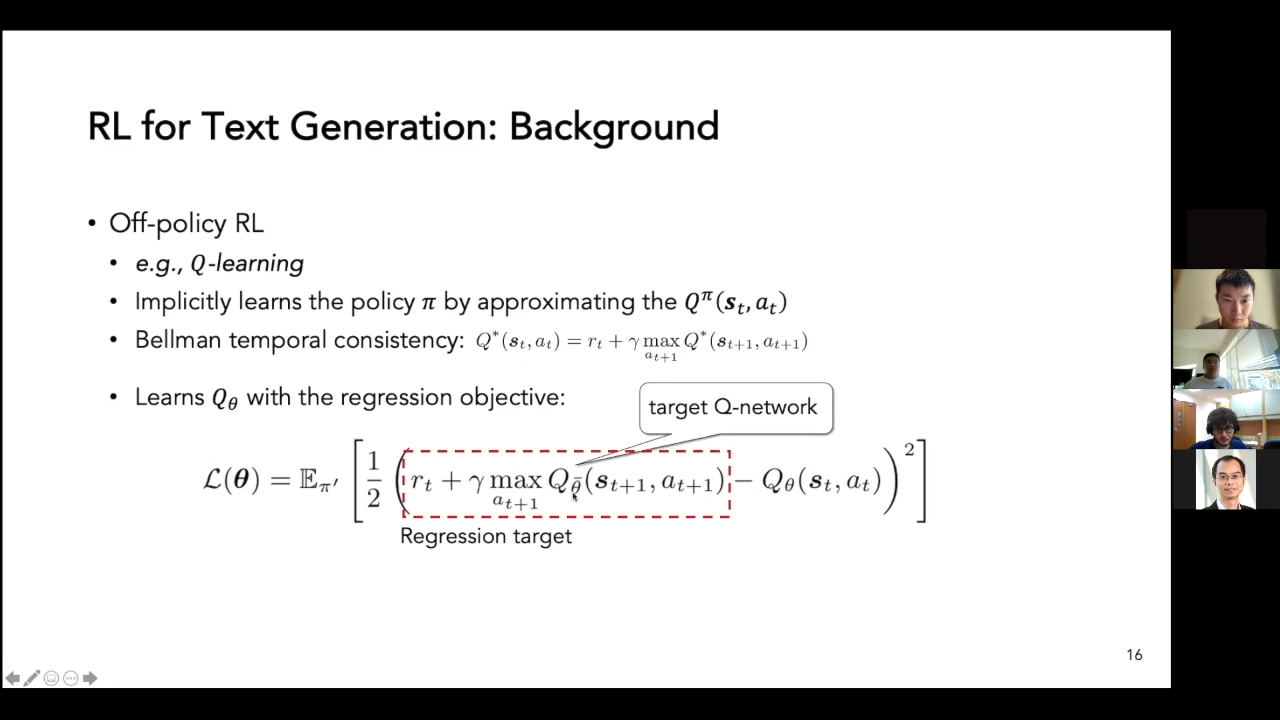 RL for Text Generation: Background
• Off-policy RL
• e.g., Q-learning
• Implicitly learns the policy π by approximating the Q^π(s_t, a_t)
• Bellman temporal consistency: Q*(s_t, a_t) = r_t + γ max_{a_{t+1}} Q*(s_{t+1}, a_{t+1})
• Learns Q_θ with the regression objective:
target Q-network
L(θ) = E_{π'} [ 1/2 ( r_t + γ max_{a_{t+1}} Q_{θ̄}(s_{t+1}, a_{t+1}) − Q_θ(s_t, a_t) )^2 ]
Regression target
16